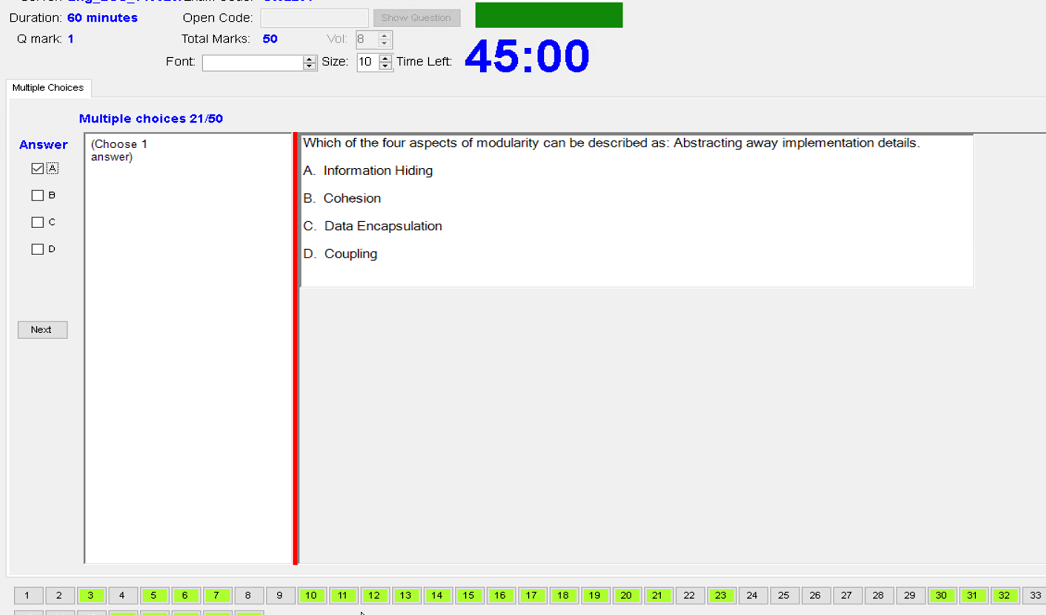 Duration: 60 minutes Open Code: Show Question
Q mark: 1 Total Marks: 50 Vol: 8
Font: Size: 10 Time Left: 45:00
Multiple Choices
Multiple choices 21/50
Answer
(Choose 1
answer)
A
B
C
D
Next
Which of the four aspects of modularity can be described as: Abstracting away implementation details.
A. Information Hiding
B. Cohesion
C. Data Encapsulation
D. Coupling
1 2 3 4 5 6 7 8 9 10 11 12 13 14 15 16 17 18 19 20 21 22 23 24 25 26 27 28 29 30 31 32 33